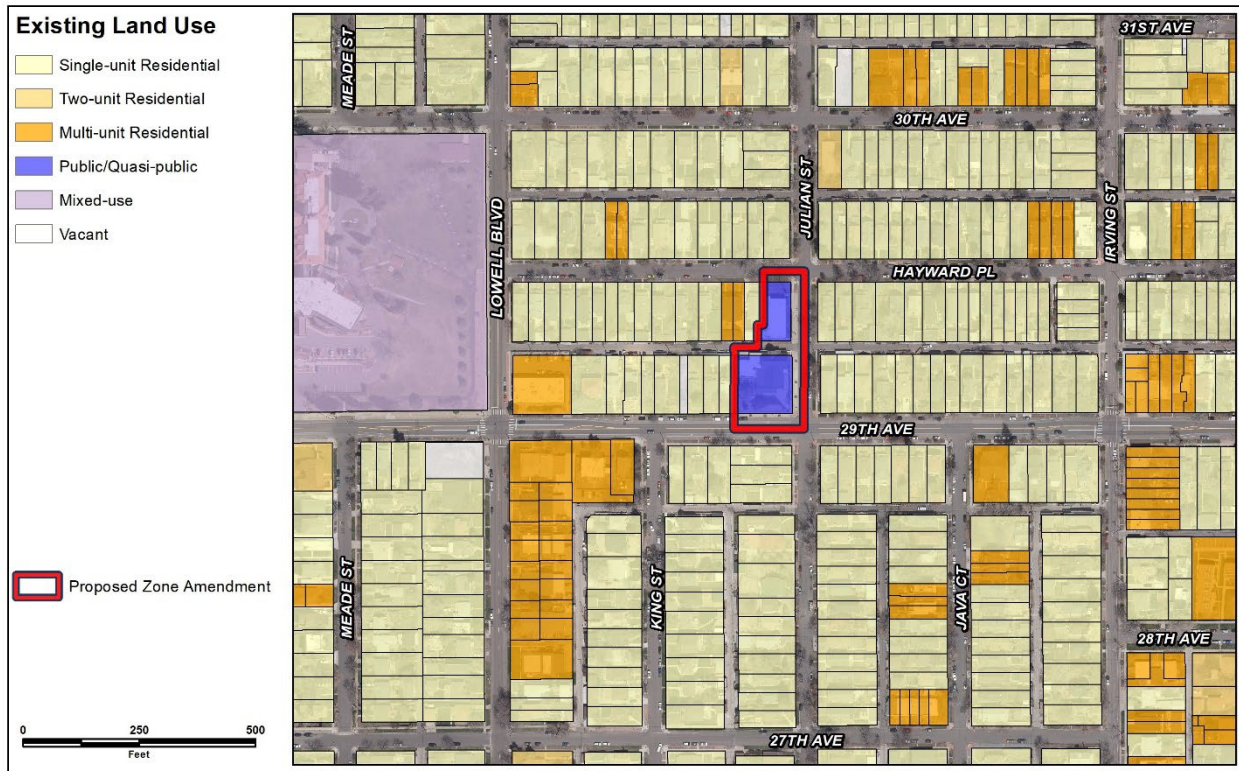 Existing Land Use
Single-unit Residential
Two-unit Residential
Multi-unit Residential
Public/Quasi-public
Mixed-use
Vacant
Proposed Zone Amendment
0 250 500
Feet
31ST AVE
MEADE ST
30TH AVE
JULIAN ST
LOWELL BLVD
IRVING ST
HAYWARD PL
29TH AVE
MEADE ST
KING ST
JAVA CT
28TH AVE
27TH AVE